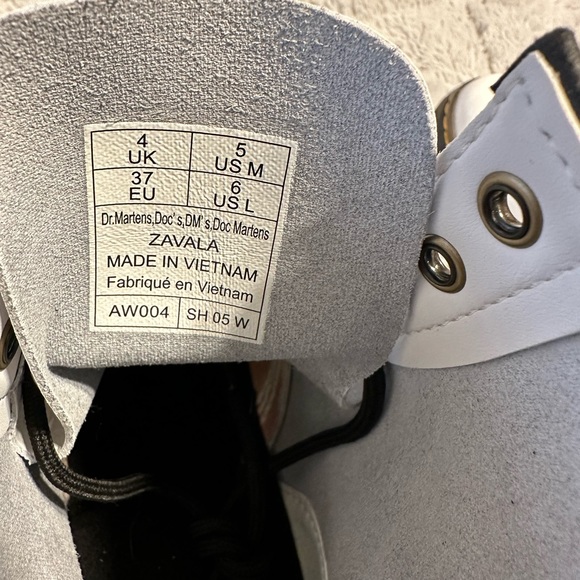 4 UK
5 US M
37 EU
6 US L
Dr.Martens,Doc's,DM's,Doc Martens
ZAVALA
MADE IN VIETNAM
Fabriqué en Vietnam
AW004 SH 05 W